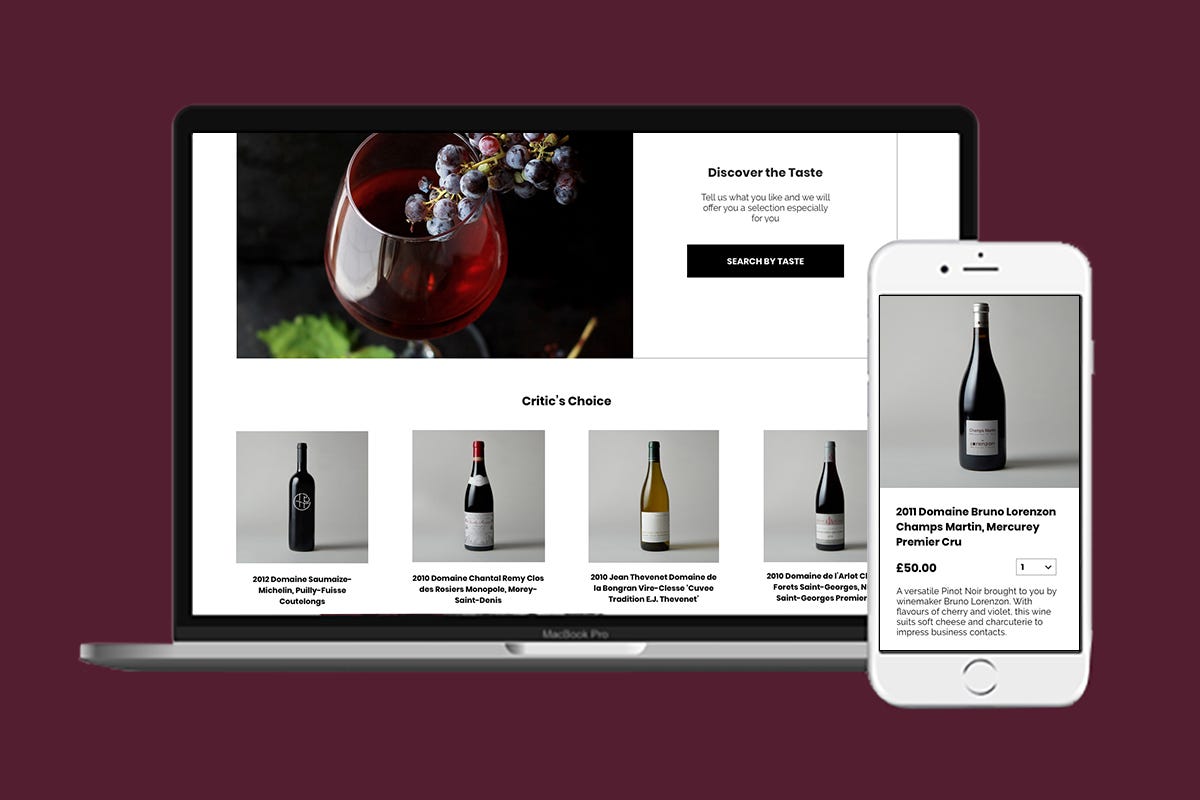 Discover the Taste
Tell us what you like and we will
offer you a selection especially
for you
SEARCH BY TASTE
Critic's Choice
2012 Domaine Saumaize-
Michelin, Puilly-Fuisse
Coutelongs
2010 Domaine Chantal Remy Clos
des Rosiers Monopole, Morey-
Saint-Denis
2010 Jean Thevenet Domaine de
la Bongran Vire-Clesse 'Cuvee
Tradition E.J. Thevenet'
2010 Domaine de l'Arlot Cl
Forets Saint-Georges, N
Saint-Georges Premier
MacBook Pro
Champs Martin
Lorenzon
2011 Domaine Bruno Lorenzon
Champs Martin, Mercurey
Premier Cru
£50.00
1
A versatile Pinot Noir brought to you by
winemaker Bruno Lorenzon. With
flavours of cherry and violet, this wine
suits soft cheese and charcuterie to
impress business contacts.